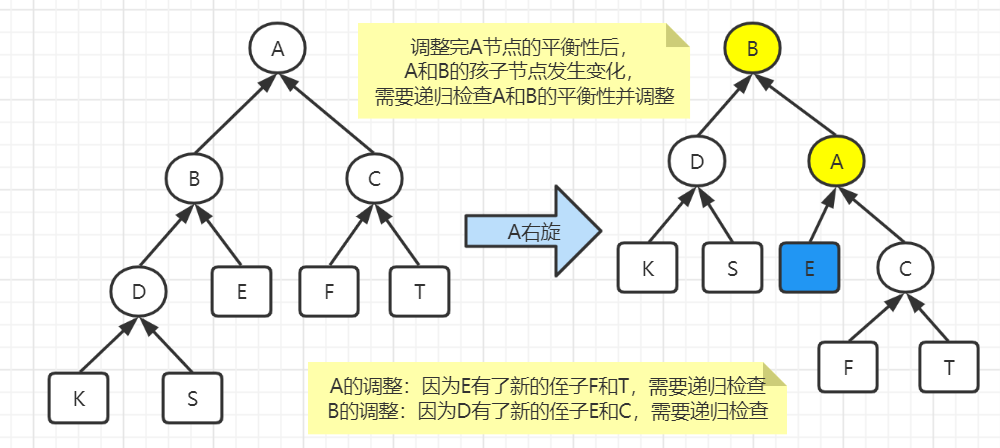 A
调整完A节点的平衡性后，
A和B的孩子节点发生变化，
需要递归检查A和B的平衡性并调整
B
B
C
D
A
A右旋
D
E
F
T
K
S
E
C
K
S
F
T
A的调整：因为E有了新的侄子F和T，需要递归检查
B的调整：因为D有了新的侄子E和C，需要递归检查